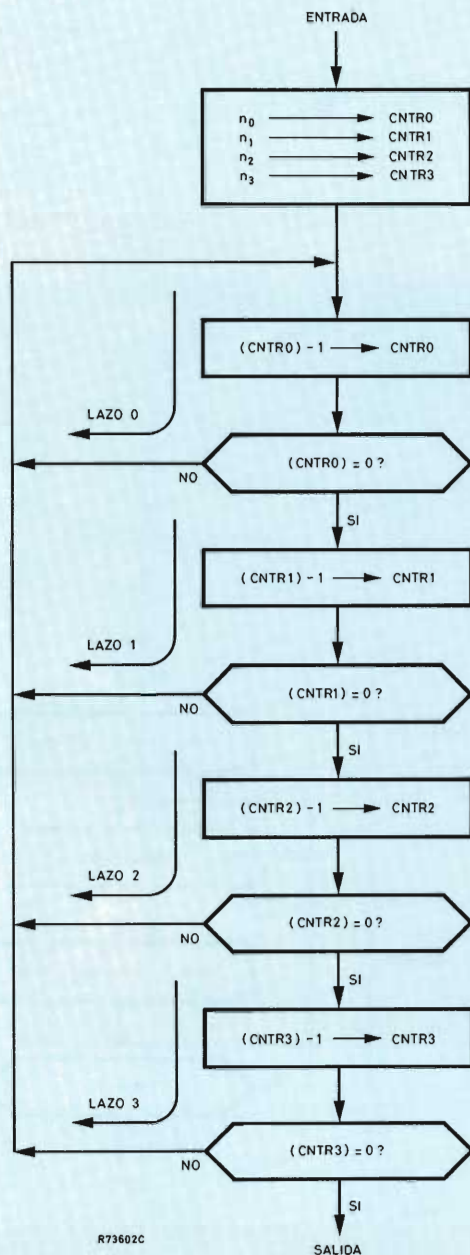 ENTRADA
n0 → CNTR0
n1 → CNTR1
n2 → CNTR2
n3 → CNTR3
(CNTR0) - 1 → CNTR0
LAZO 0
(CNTR0) = 0 ?
NO
SI
(CNTR1) - 1 → CNTR1
LAZO 1
(CNTR1) = 0 ?
NO
SI
(CNTR2) - 1 → CNTR2
LAZO 2
(CNTR2) = 0 ?
NO
SI
(CNTR3) - 1 → CNTR3
LAZO 3
(CNTR3) = 0 ?
NO
SI
R73602C
SALIDA